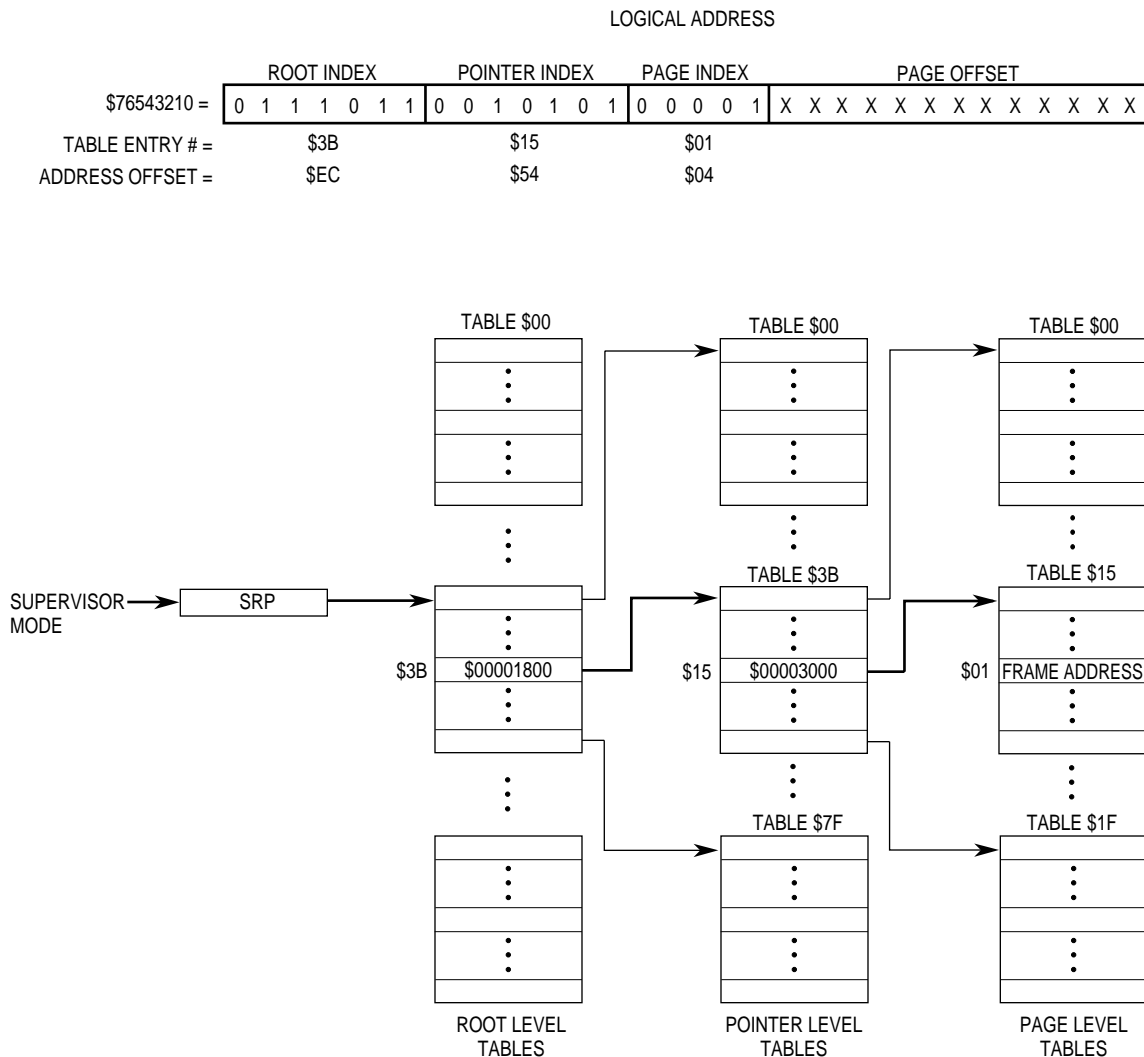 LOGICAL ADDRESS
ROOT INDEX POINTER INDEX PAGE INDEX PAGE OFFSET
$76543210 = 0 1 1 1 0 1 1 0 0 1 0 1 0 1 0 0 0 0 1 X X X X X X X X X X X X X
TABLE ENTRY # = $3B $15 $01
ADDRESS OFFSET = $EC $54 $04
TABLE $00 TABLE $00 TABLE $00
TABLE $3B TABLE $15
SUPERVISOR
MODE
SRP
$3B $00001800 $15 $00003000 $01 FRAME ADDRESS
TABLE $7F TABLE $1F
ROOT LEVEL
TABLES
POINTER LEVEL
TABLES
PAGE LEVEL
TABLES